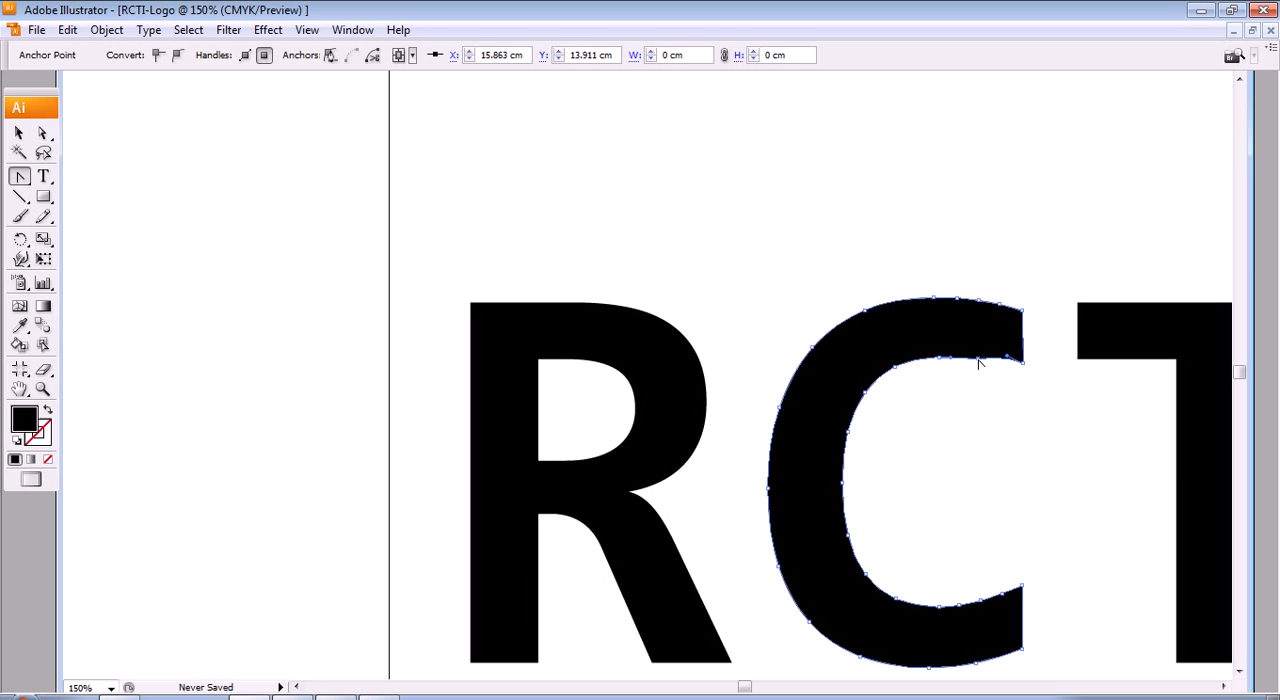 Adobe Illustrator - [RCTI-Logo @ 150% (CMYK/Preview) ]
File Edit Object Type Select Filter Effect View Window Help
Anchor Point Convert: Handles: Anchors: X: 15.863 cm Y: 13.911 cm W: 0 cm H: 0 cm
Ai
T
RCT
150% Never Saved